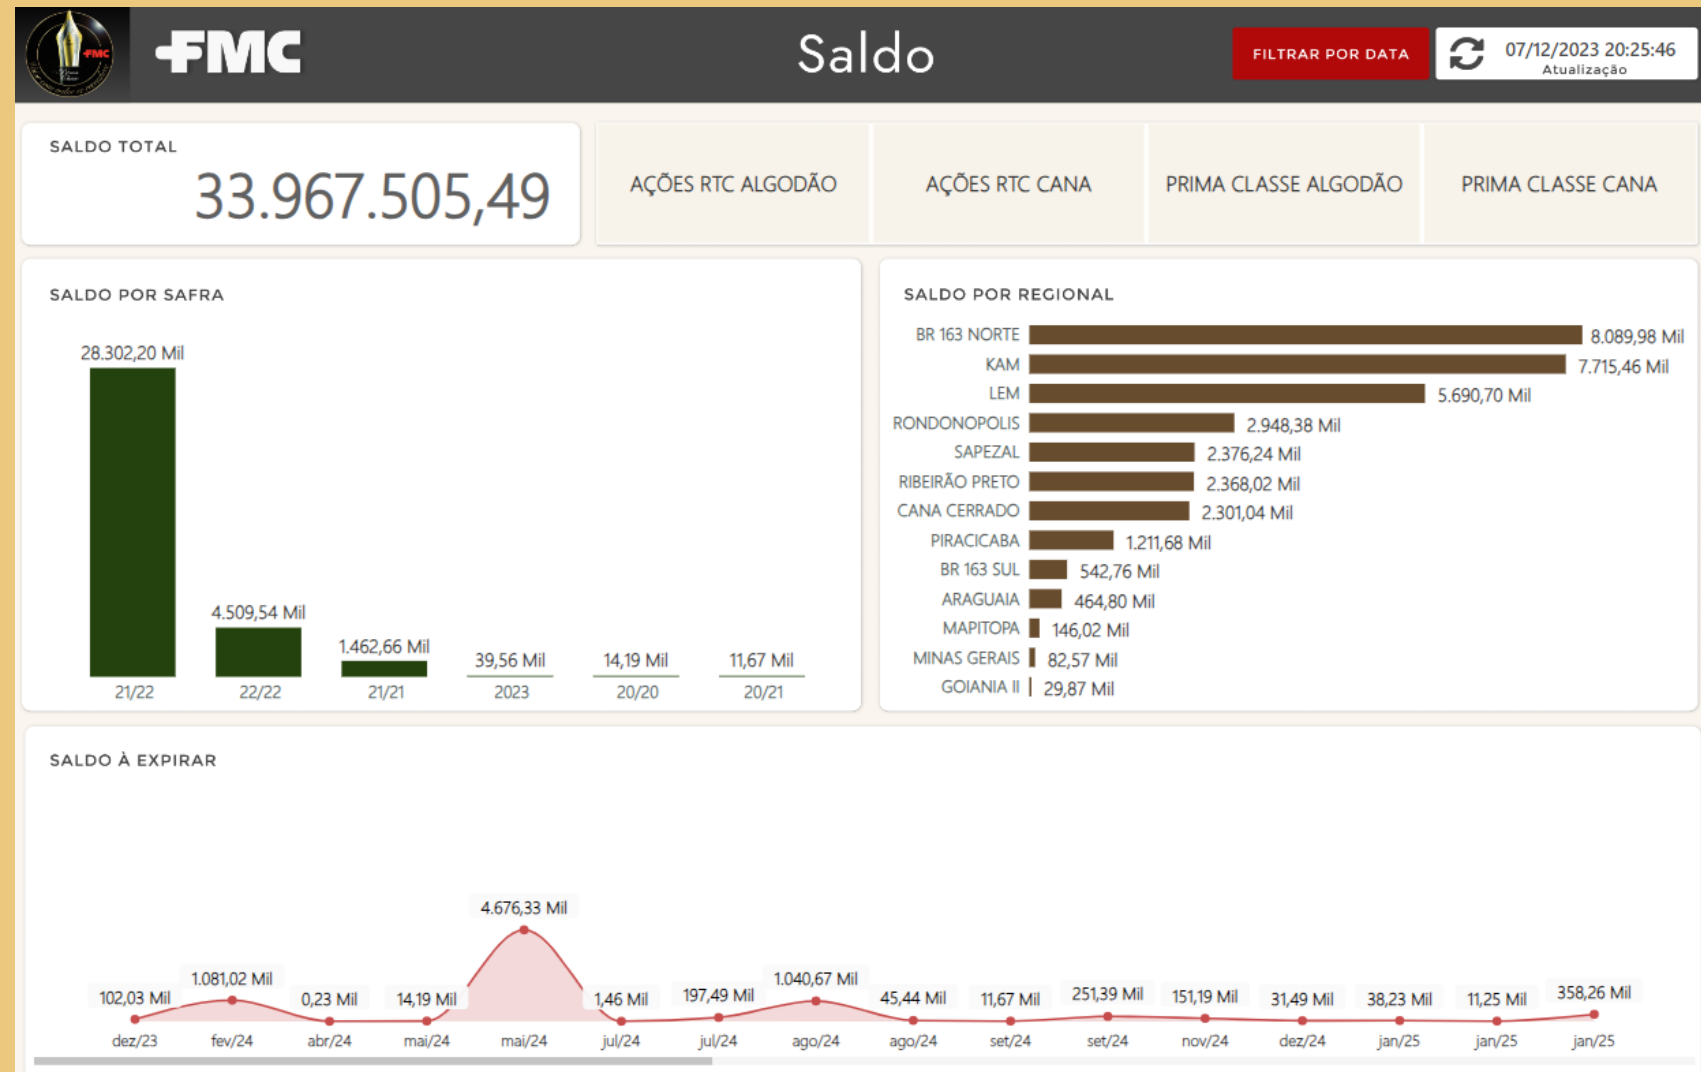 FMC
FMC
Saldo
FILTRAR POR DATA
07/12/2023 20:25:46
Atualização
SALDO TOTAL
33.967.505,49
AÇÕES RTC ALGODÃO
AÇÕES RTC CANA
PRIMA CLASSE ALGODÃO
PRIMA CLASSE CANA
SALDO POR SAFRA
28.302,20 Mil
4.509,54 Mil
1.462,66 Mil
39,56 Mil
14,19 Mil
11,67 Mil
21/22
22/22
21/21
2023
20/20
20/21
SALDO POR REGIONAL
BR 163 NORTE 8.089,98 Mil
KAM 7.715,46 Mil
LEM 5.690,70 Mil
RONDONOPOLIS 2.948,38 Mil
SAPEZAL 2.376,24 Mil
RIBEIRÃO PRETO 2.368,02 Mil
CANA CERRADO 2.301,04 Mil
PIRACICABA 1.211,68 Mil
BR 163 SUL 542,76 Mil
ARAGUAIA 464,80 Mil
MAPITOPA 146,02 Mil
MINAS GERAIS 82,57 Mil
GOIANIA II 29,87 Mil
SALDO À EXPIRAR
102,03 Mil
1.081,02 Mil
0,23 Mil
14,19 Mil
4.676,33 Mil
1,46 Mil
197,49 Mil
1.040,67 Mil
45,44 Mil
11,67 Mil
251,39 Mil
151,19 Mil
31,49 Mil
38,23 Mil
11,25 Mil
358,26 Mil
dez/23
fev/24
abr/24
mai/24
mai/24
jul/24
jul/24
ago/24
ago/24
set/24
set/24
nov/24
dez/24
jan/25
jan/25
jan/25